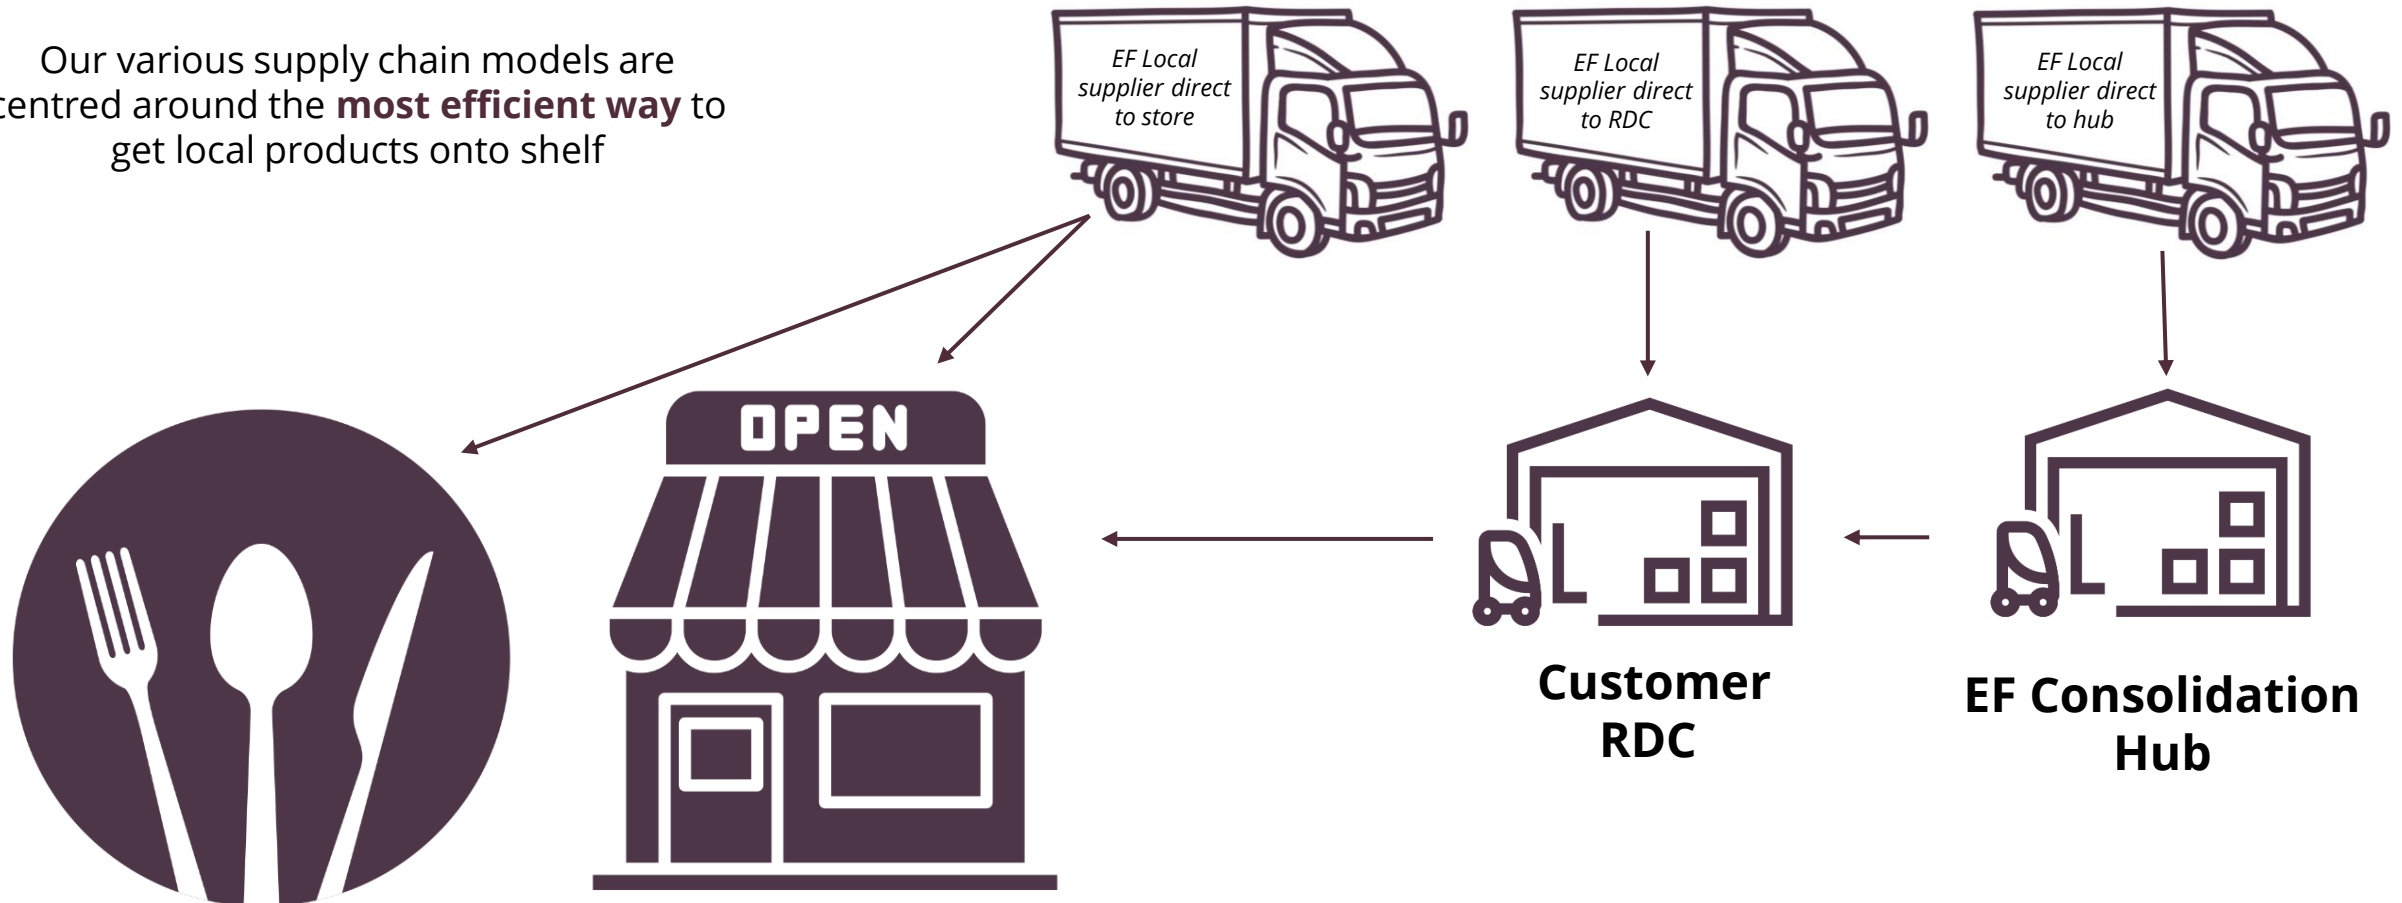 Our various supply chain models are
centred around the most efficient way to
get local products onto shelf
EF Local
supplier direct
to store
EF Local
supplier direct
to RDC
EF Local
supplier direct
to hub
OPEN
Customer
RDC
EF Consolidation
Hub